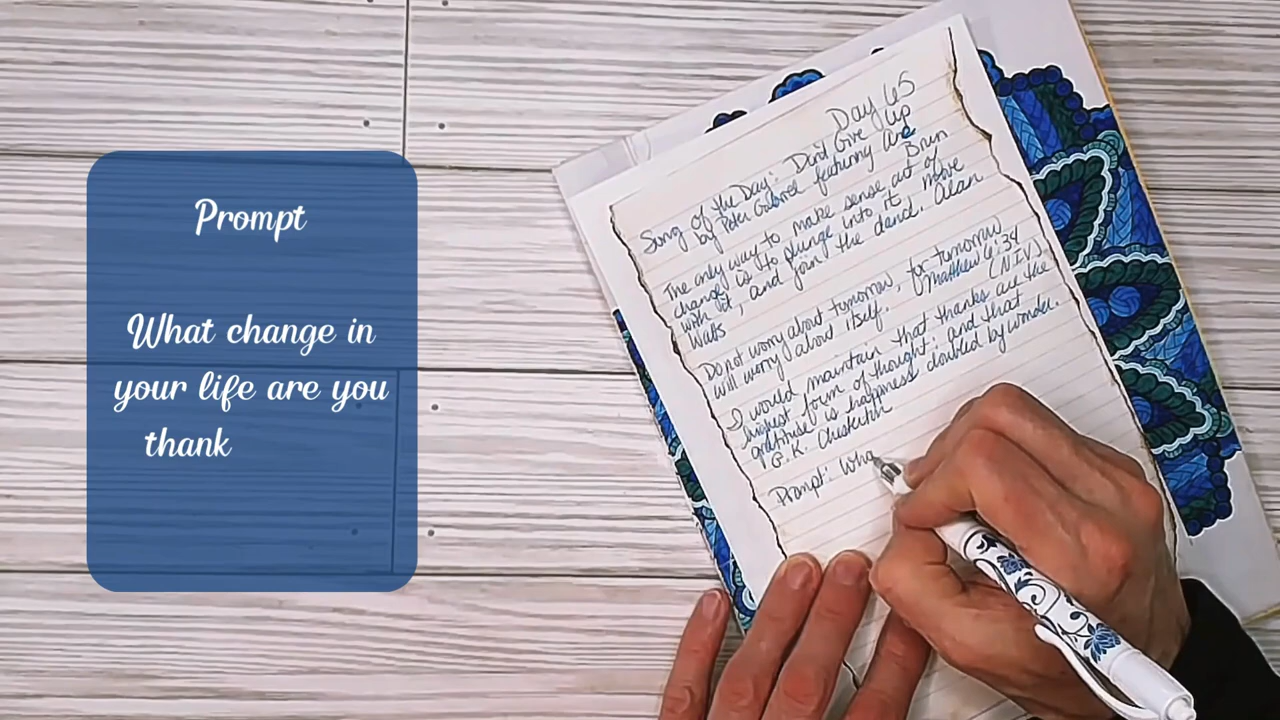 Prompt
What change in
your life are you
thank
Day 65
Song of the Day: Don't Give Up
by Peter Gabriel featuring
The only way to make sense out of
change is to plunge into it, move
with it, and join the dance. Alan
Watts
Do not worry about tomorrow, for tomorrow
will worry about itself. Matthew 6:34
(NIV)
I would maintain that thanks are the
highest form of thought; and that
gratitude is happiness doubled by wonder.
G.K. Chesterton
Prompt: Wha